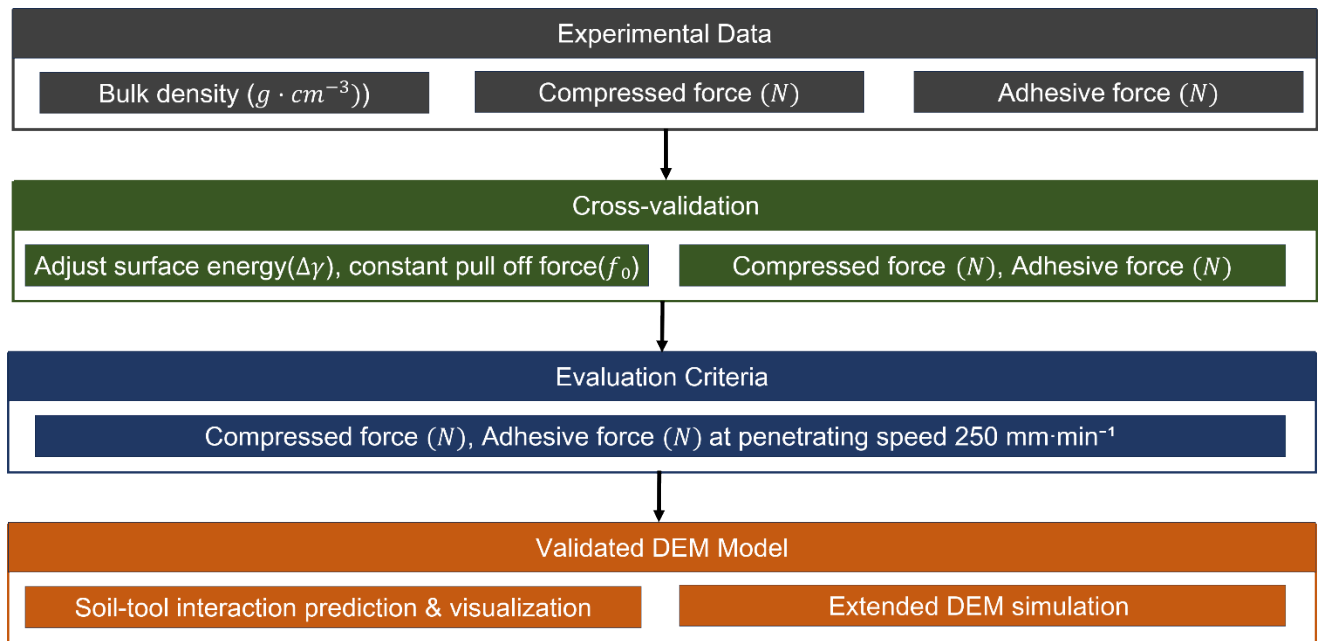 Experimental Data
Bulk density (g · cm⁻³))
Compressed force (N)
Adhesive force (N)
Cross-validation
Adjust surface energy(Δγ), constant pull off force(f₀)
Compressed force (N), Adhesive force (N)
Evaluation Criteria
Compressed force (N), Adhesive force (N) at penetrating speed 250 mm·min⁻¹
Validated DEM Model
Soil-tool interaction prediction & visualization
Extended DEM simulation